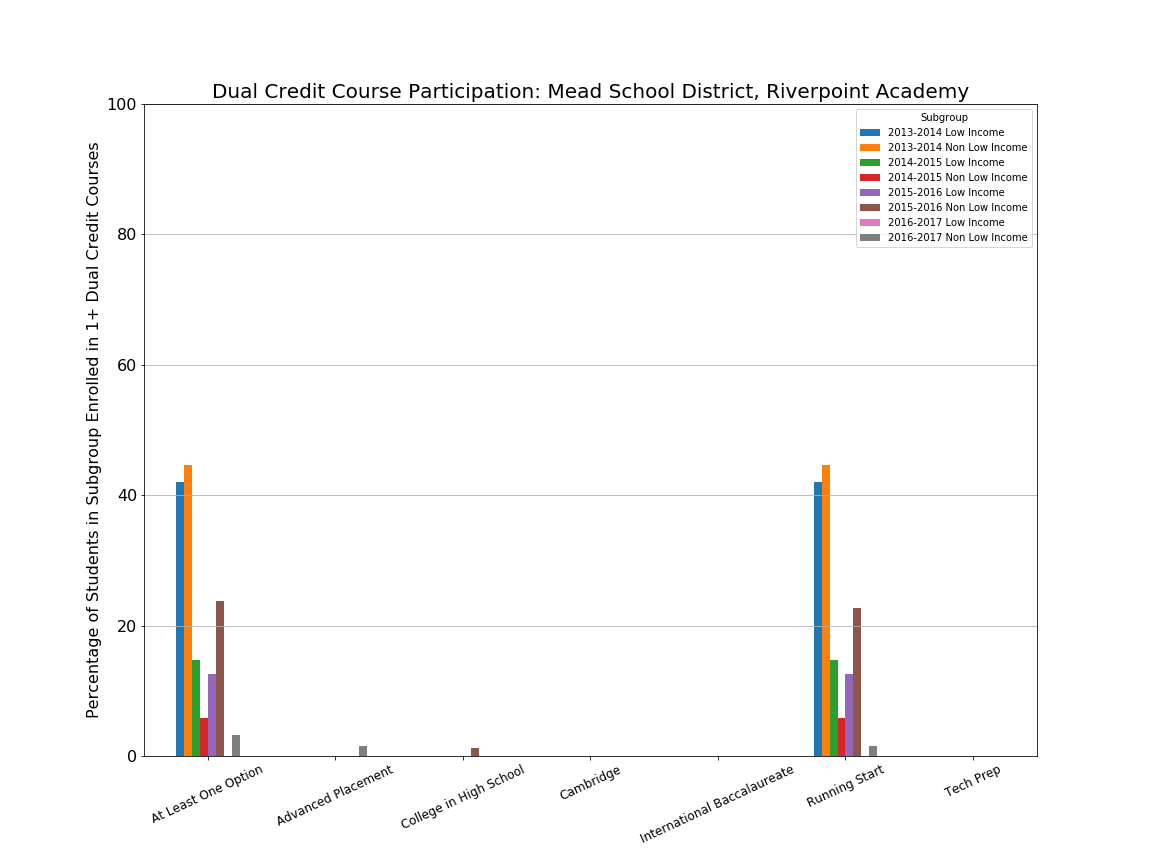 Dual Credit Course Participation: Mead School District, Riverpoint Academy
Percentage of Students in Subgroup Enrolled in 1+ Dual Credit Courses
100
80
60
40
20
0
Subgroup
2013-2014 Low Income
2013-2014 Non Low Income
2014-2015 Low Income
2014-2015 Non Low Income
2015-2016 Low Income
2015-2016 Non Low Income
2016-2017 Low Income
2016-2017 Non Low Income
At Least One Option
Advanced Placement
College in High School
Cambridge
International Baccalaureate
Running Start
Tech Prep